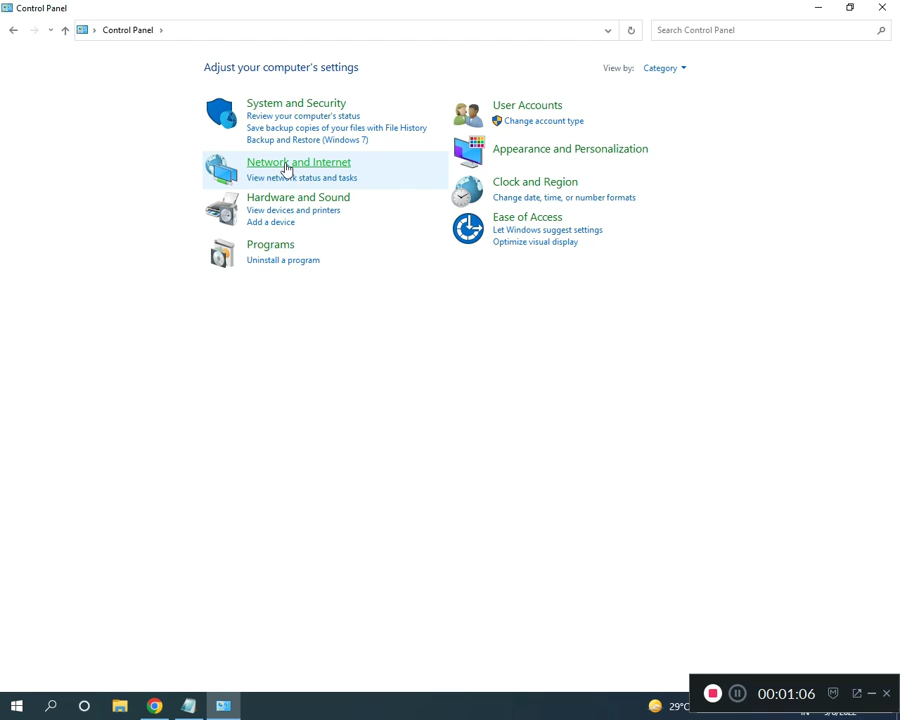 Control Panel
Control Panel
Search Control Panel
Adjust your computer's settings
View by: Category
System and Security
Review your computer's status
Save backup copies of your files with File History
Backup and Restore (Windows 7)
Network and Internet
View network status and tasks
Hardware and Sound
View devices and printers
Add a device
Programs
Uninstall a program
User Accounts
Change account type
Appearance and Personalization
Clock and Region
Change date, time, or number formats
Ease of Access
Let Windows suggest settings
Optimize visual display
29°C
00:01:06